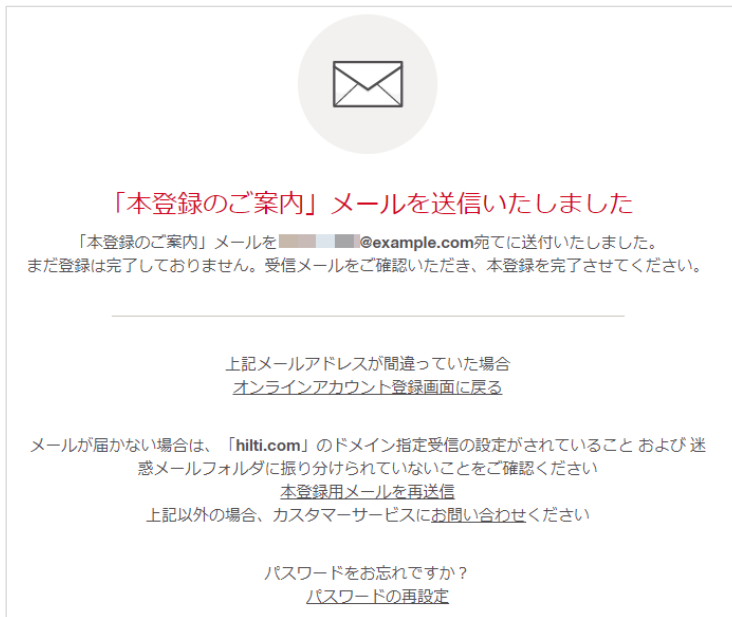 「本登録のご案内」メールを送信いたしました
「本登録のご案内」メールを@example.com宛てに送付いたしました。
まだ登録は完了しておりません。受信メールをご確認いただき、本登録を完了させてください。
上記メールアドレスが間違っていた場合
オンラインアカウント登録画面に戻る
メールが届かない場合は、「hilti.com」のドメイン指定受信の設定がされていること および 迷
惑メールフォルダに振り分けられていないことをご確認ください
本登録用メールを再送信
上記以外の場合、カスタマーサービスにお問い合わせください
パスワードをお忘れですか？
パスワードの再設定